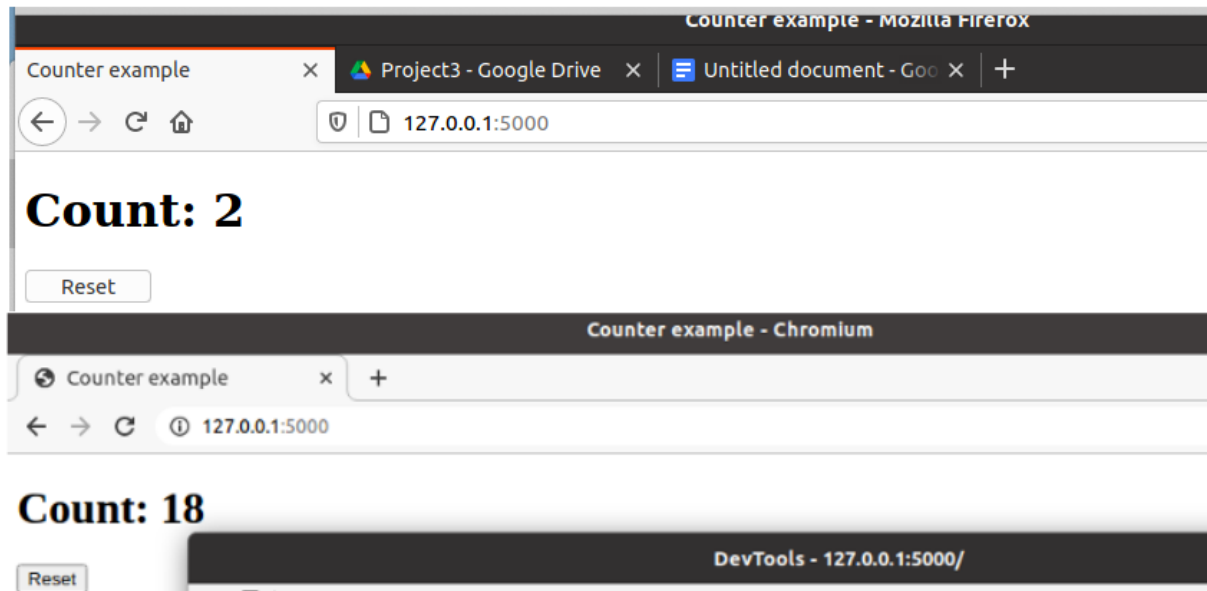 Counter example - Mozilla Firefox
Counter example × Project3 - Google Drive × Untitled document - Goo × +
127.0.0.1:5000
Count: 2
Reset
Counter example - Chromium
Counter example × +
127.0.0.1:5000
Count: 18
DevTools - 127.0.0.1:5000/
Reset